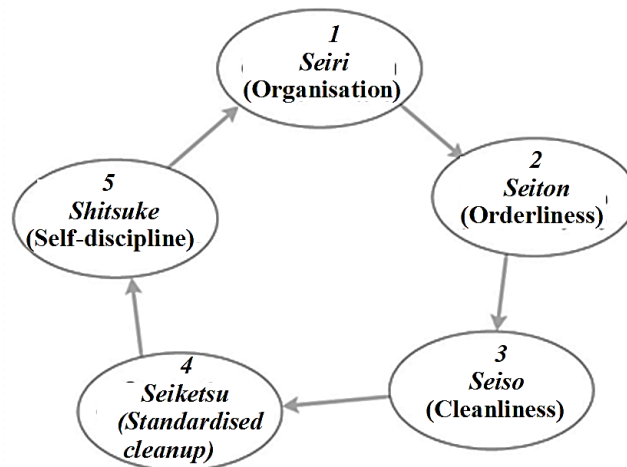 1
Seiri
(Organisation)
2
Seiton
(Orderliness)
3
Seiso
(Cleanliness)
4
Seiketsu
(Standardised
cleanup)
5
Shitsuke
(Self-discipline)